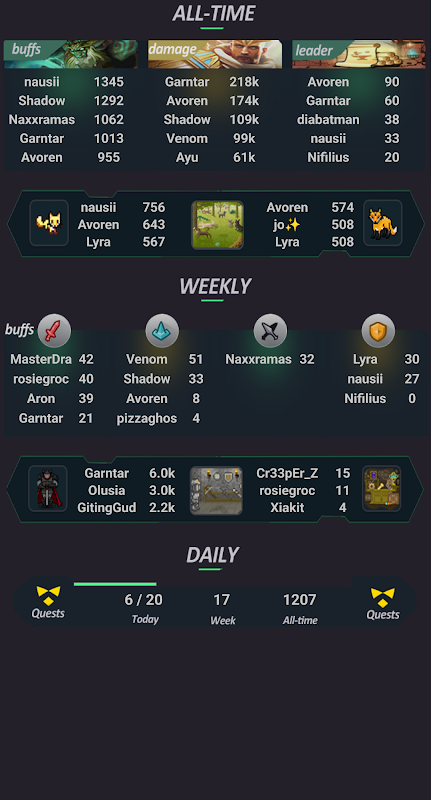 ALL-TIME
buffs damage leader
nausii 1345 Garntar 218k Avoren 90
Shadow 1292 Avoren 174k Garntar 60
Naxxramas 1062 Shadow 109k diabatman 38
Garntar 1013 Venom 99k nausii 33
Avoren 955 Ayu 61k Nifilius 20
nausii 756 Avoren 574
Avoren 643 jo✨ 508
Lyra 567 Lyra 508
WEEKLY
buffs
MasterDra 42 Venom 51 Naxxramas 32 Lyra 30
rosiegroc 40 Shadow 33 nausii 27
Aron 39 Avoren 8 Nifilius 0
Garntar 21 pizzaghos 4
Garntar 6.0k Cr33pEr_Z 15
Olusia 3.0k rosiegroc 11
GitingGud 2.2k Xiakit 4
DAILY
Quests 6 / 20 17 1207 Quests
Today Week All-time